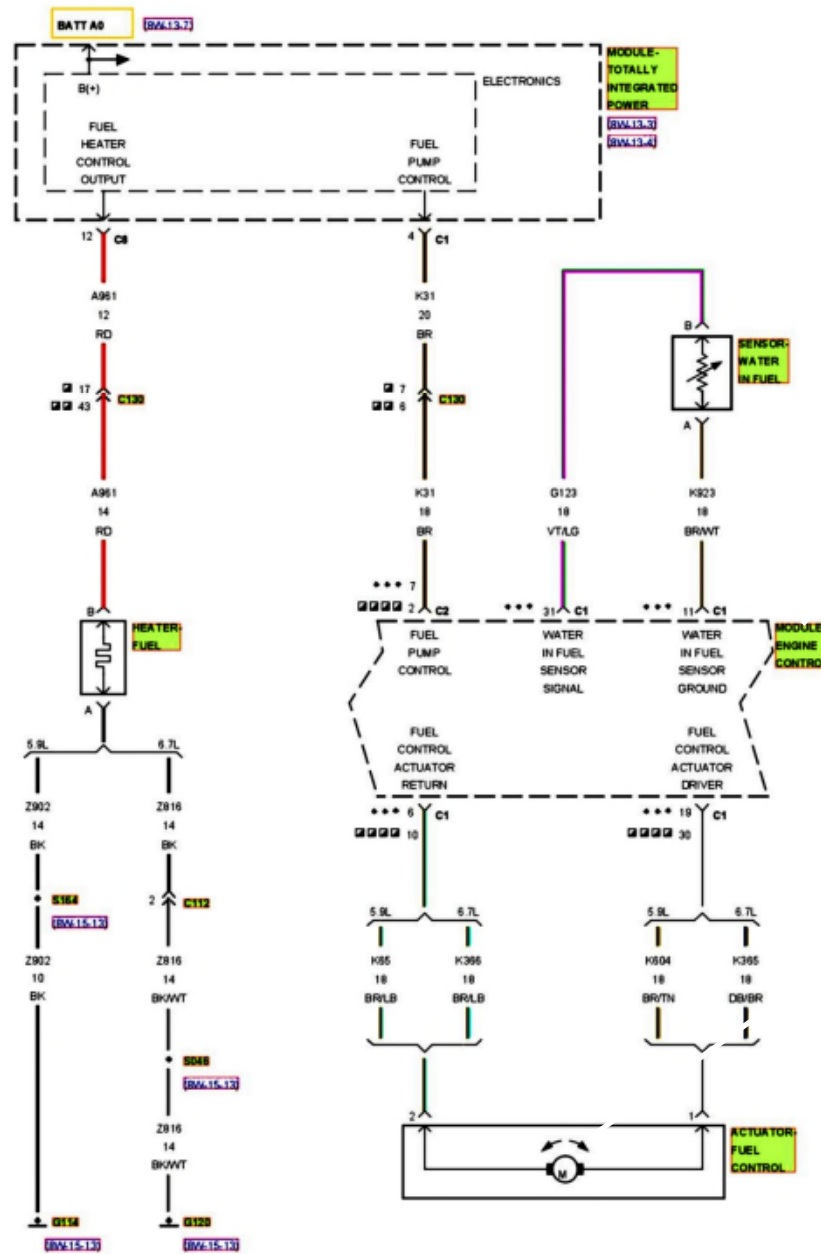 BATT A0
(8W-13-7)
MODULE-
TOTALLY
INTEGRATED
POWER
(8W-13-3)
(8W-13-4)
ELECTRONICS
B(+)
FUEL
HEATER
CONTROL
OUTPUT
FUEL
PUMP
CONTROL
12 C8
4 C1
A961
12
RD
K31
20
BR
B
SENSOR-
WATER
IN FUEL
A
17
43
C130
7
6
C130
A961
14
RD
K31
18
BR
G123
18
VT/LG
K923
18
BR/WT
7
2 C2
31 C1
11 C1
B
HEATER-
FUEL
A
FUEL
PUMP
CONTROL
WATER
IN FUEL
SENSOR
SIGNAL
WATER
IN FUEL
SENSOR
GROUND
MODULE
ENGINE
CONTRO
FUEL
CONTROL
ACTUATOR
RETURN
FUEL
CONTROL
ACTUATOR
DRIVER
5.9L 6.7L
Z902
14
BK
Z816
14
BK
6 C1
10
19 C1
30
S164
(8W-15-13)
2 C112
5.9L 6.7L
5.9L 6.7L
Z902
10
BK
Z816
14
BK/WT
K65
18
BR/LB
K366
18
BR/LB
K604
18
BR/TN
K365
18
DB/BR
S046
(8W-15-13)
Z816
14
BK/WT
2
1
M
ACTUATOR-
FUEL
CONTROL
G114
(8W-15-13)
G120
(8W-15-13)